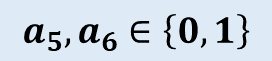 a₅, a₆ ∈ {0, 1}